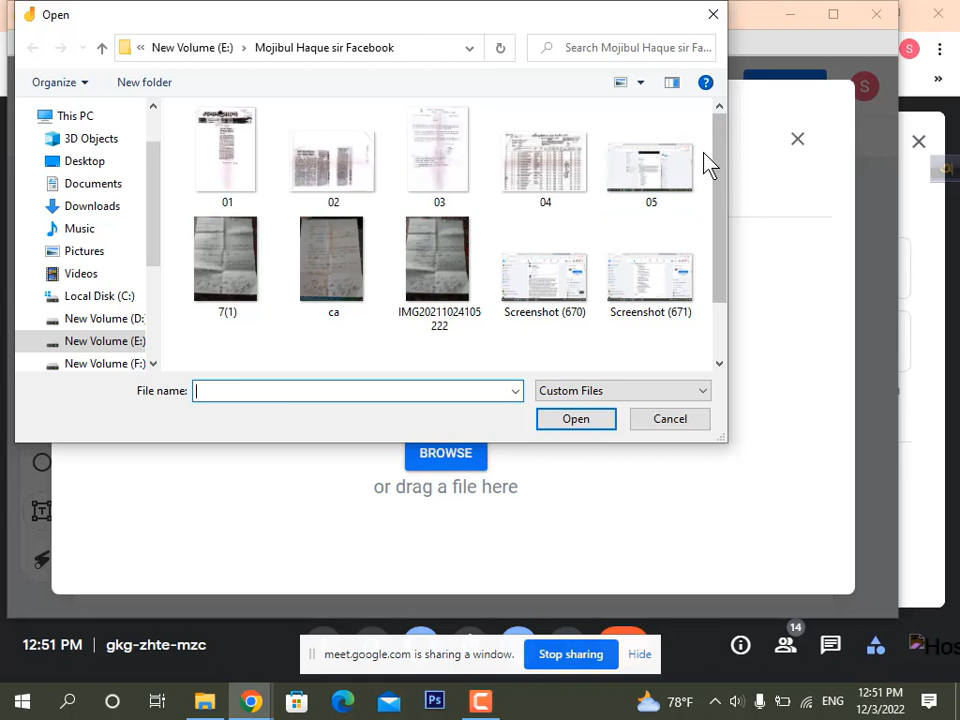 Open
New Volume (E:)
Mojibul Haque sir Facebook
Search Mojibul Haque sir Fa...
Organize
New folder
This PC
3D Objects
Desktop
Documents
Downloads
Music
Pictures
Videos
Local Disk (C:)
New Volume (D:
New Volume (E:)
New Volume (F:)
01
02
03
04
05
7(1)
ca
IMG20211024105
222
Screenshot (670)
Screenshot (671)
File name:
Custom Files
Open
Cancel
S
S
BROWSE
or drag a file here
12:51 PM
gkg-zhte-mzc
14
Hos
meet.google.com is sharing a window.
Stop sharing
Hide
Ps
78°F
ENG
12:51 PM
12/3/2022